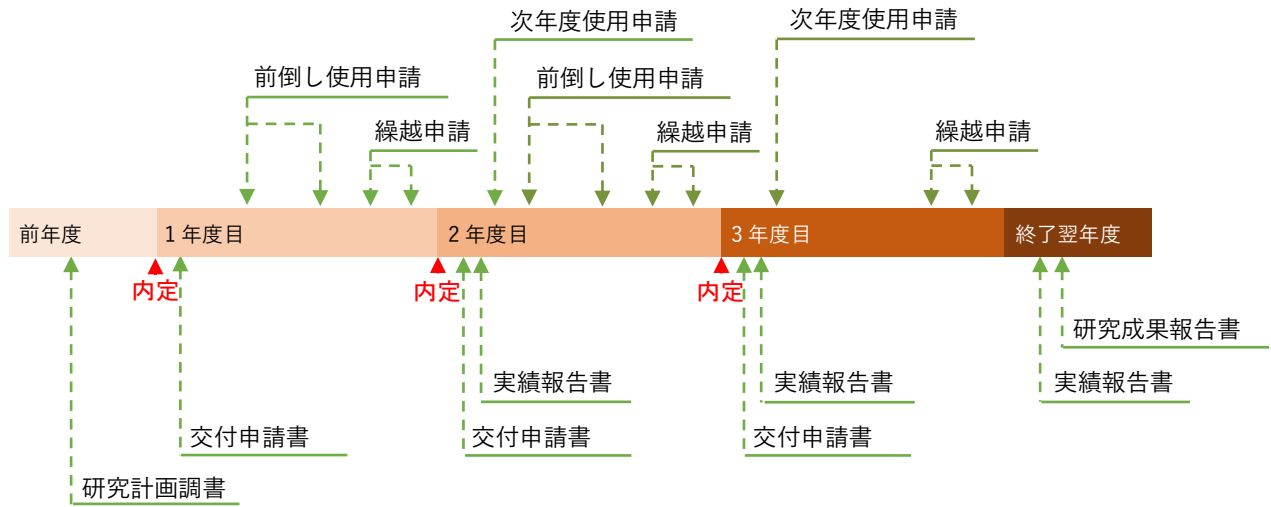 次年度使用申請
次年度使用申請
前倒し使用申請
前倒し使用申請
繰越申請
繰越申請
繰越申請
前年度
1年度目
2年度目
3年度目
終了翌年度
内定
内定
内定
研究成果報告書
実績報告書
実績報告書
実績報告書
交付申請書
交付申請書
交付申請書
研究計画調書